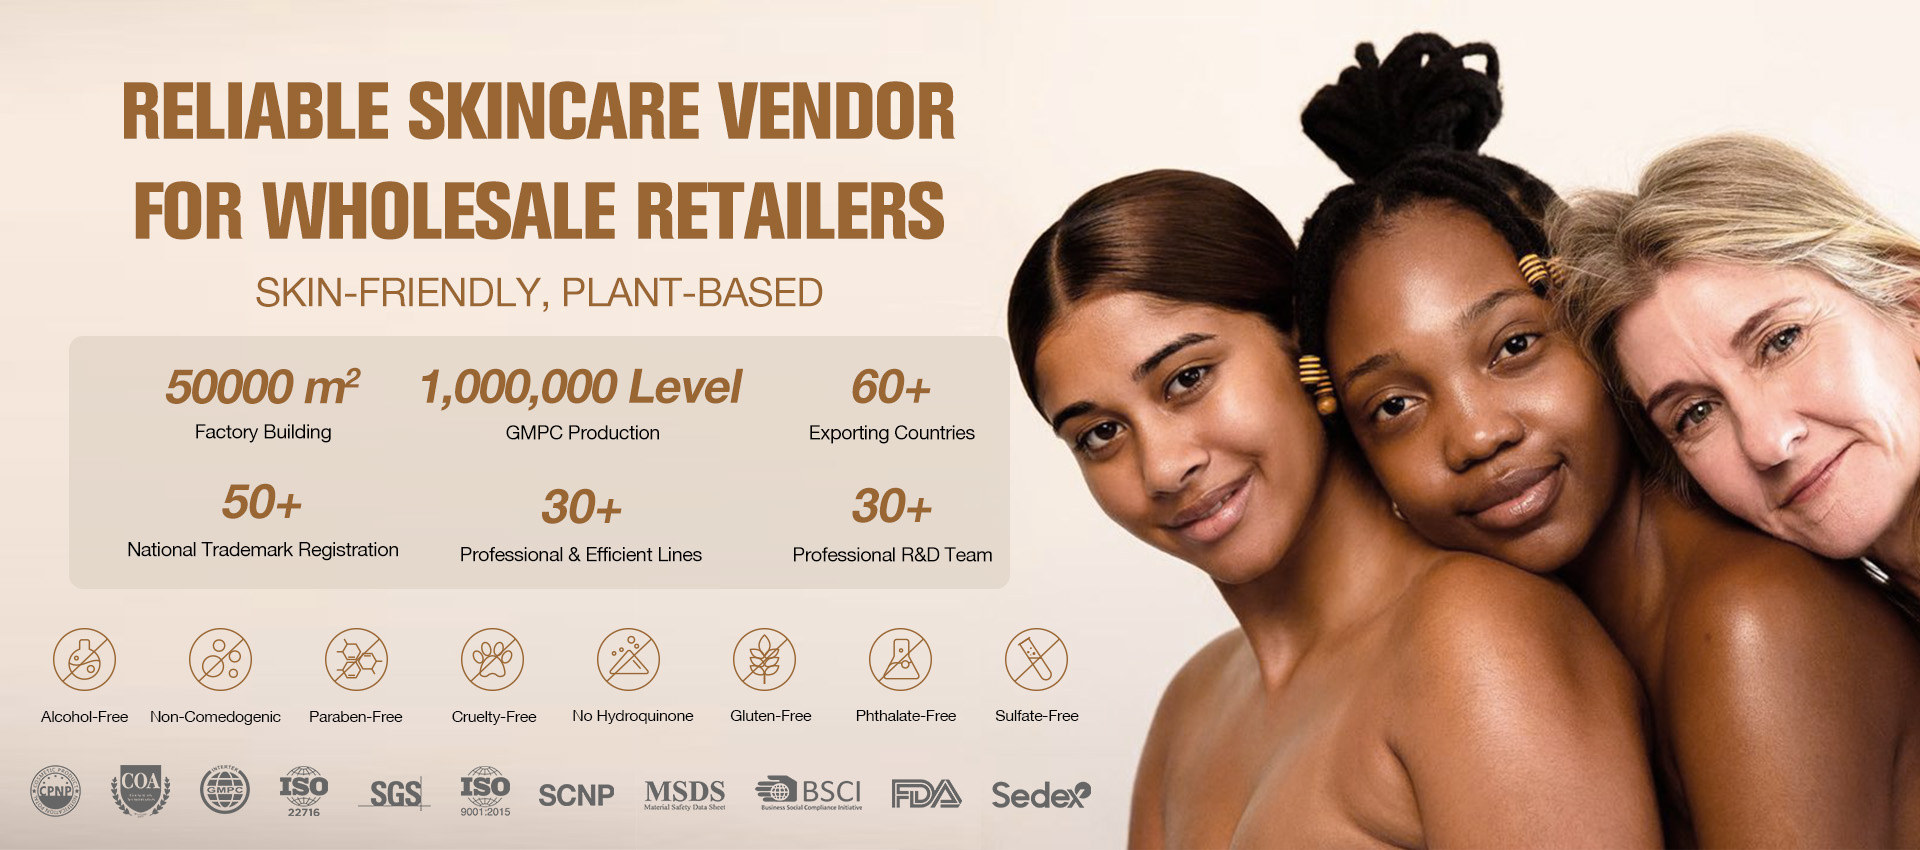 RELIABLE SKINCARE VENDOR
FOR WHOLESALE RETAILERS
SKIN-FRIENDLY, PLANT-BASED
50000 m²
Factory Building
1,000,000 Level
GMPC Production
60+
Exporting Countries
50+
National Trademark Registration
30+
Professional & Efficient Lines
30+
Professional R&D Team
Alcohol-Free
Non-Comedogenic
Paraben-Free
Cruelty-Free
No Hydroquinone
Gluten-Free
Phthalate-Free
Sulfate-Free
CPNP
COA
INTERTEK
GMPC
ISO
22716
SGS
ISO
9001:2015
SCNP
MSDS
Material Safety Data Sheet
BSCI
Business Social Compliance Initiative
FDA
Sedex